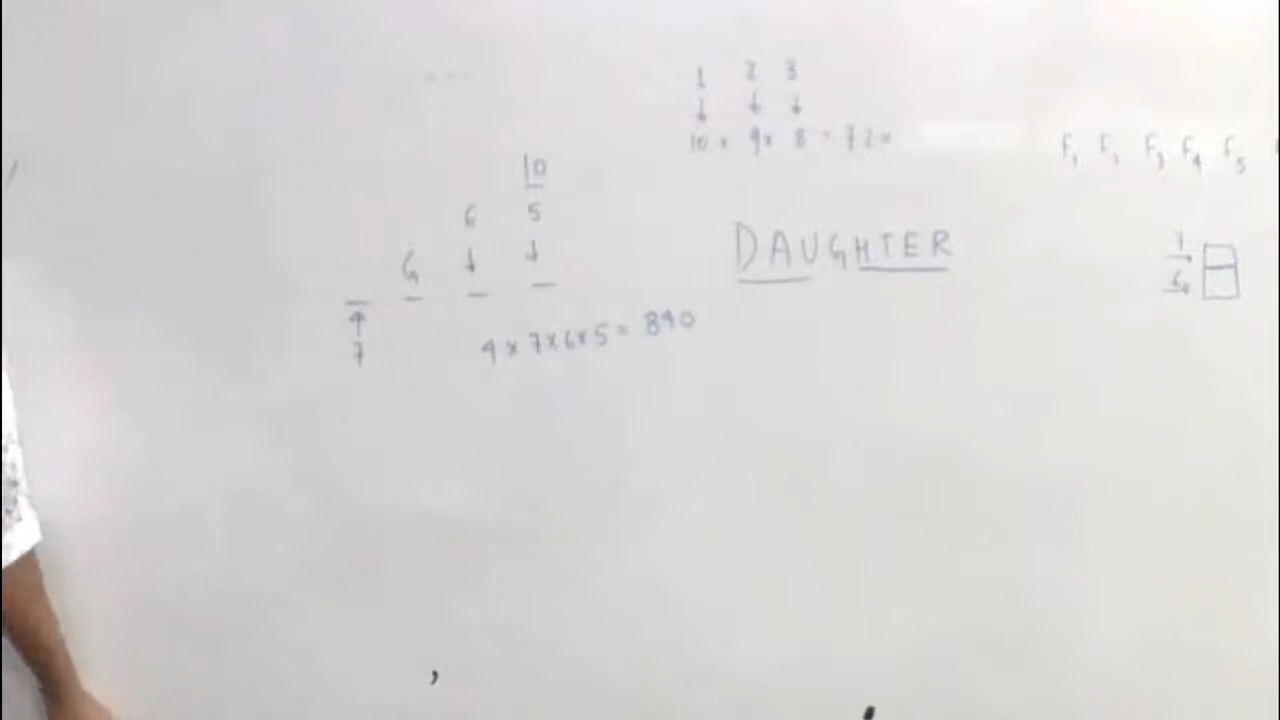 1 2 3
10 × 9 × 8 = 720
F₁ F₂ F₃ F₄ F₅
10
6 5
6
DAUGHTER
7
4 × 7 × 6 × 5 = 840